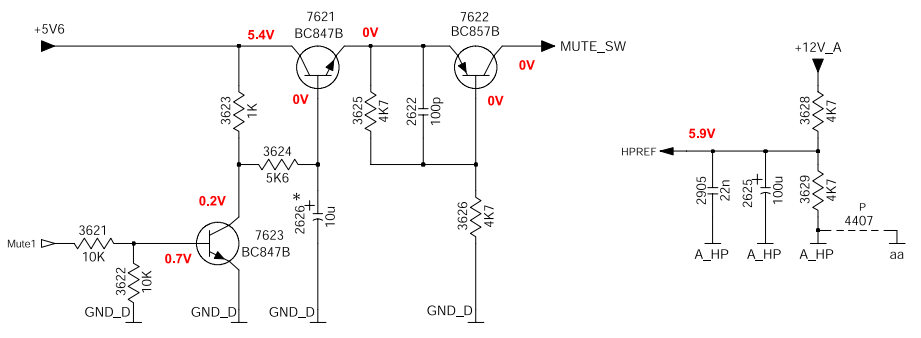 7621
BC847B
7622
BC857B
+5V6
5.4V
0V
MUTE_SW
0V
+12V_A
0V
0V
3623
1K
3625
4K7
2622
100p
3628
4K7
5.9V
HPREF
3624
5K6
2905
22n
2625
+
100u
3629
4K7
*
2626
+
10u
3626
4K7
0.2V
P
4407
3621
10K
Mute1
7623
BC847B
0.7V
3622
10K
A_HP
A_HP
A_HP
aa
GND_D
GND_D
GND_D
GND_D